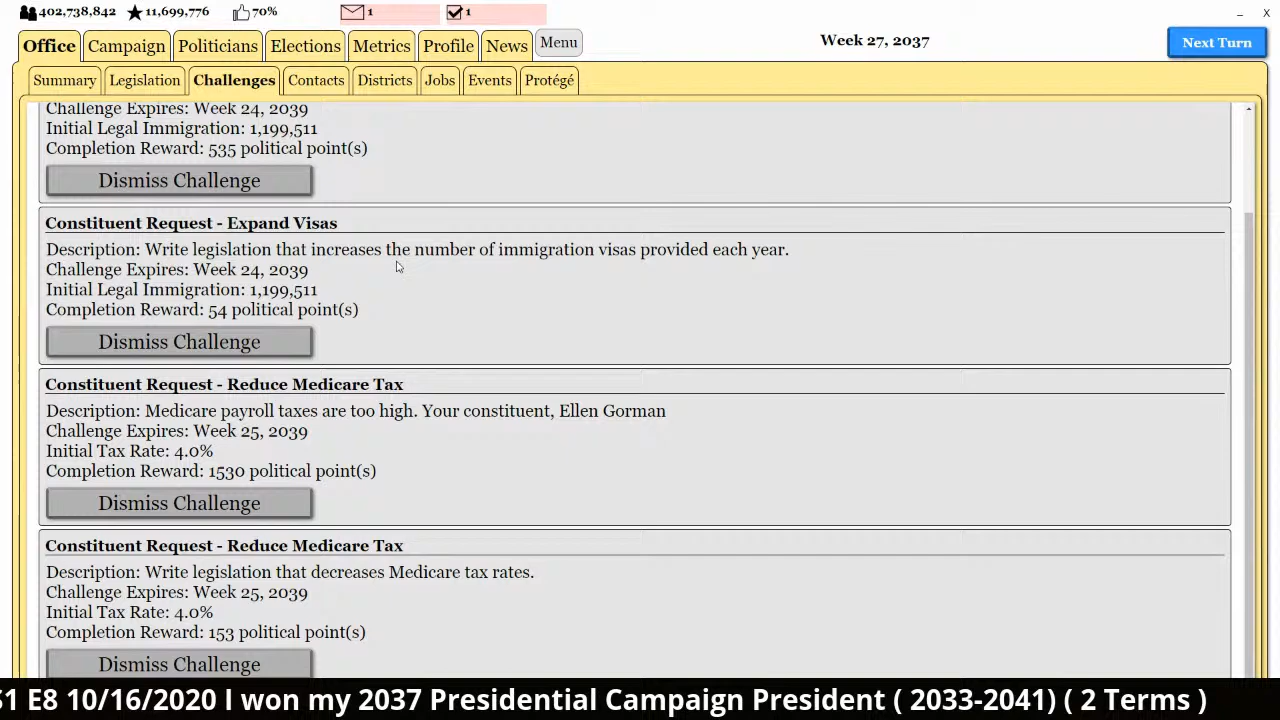 402,738,842 11,699,776 70% 1 1
_ X
Office Campaign Politicians Elections Metrics Profile News Menu Week 27, 2037 Next Turn
Summary Legislation Challenges Contacts Districts Jobs Events Protégé
Challenge Expires: Week 24, 2039
Initial Legal Immigration: 1,199,511
Completion Reward: 535 political point(s)
Dismiss Challenge
Constituent Request - Expand Visas
Description: Write legislation that increases the number of immigration visas provided each year.
Challenge Expires: Week 24, 2039
Initial Legal Immigration: 1,199,511
Completion Reward: 54 political point(s)
Dismiss Challenge
Constituent Request - Reduce Medicare Tax
Description: Medicare payroll taxes are too high. Your constituent, Ellen Gorman
Challenge Expires: Week 25, 2039
Initial Tax Rate: 4.0%
Completion Reward: 1530 political point(s)
Dismiss Challenge
Constituent Request - Reduce Medicare Tax
Description: Write legislation that decreases Medicare tax rates.
Challenge Expires: Week 25, 2039
Initial Tax Rate: 4.0%
Completion Reward: 153 political point(s)
Dismiss Challenge
S1 E8 10/16/2020 I won my 2037 Presidential Campaign President ( 2033-2041) ( 2 Terms )